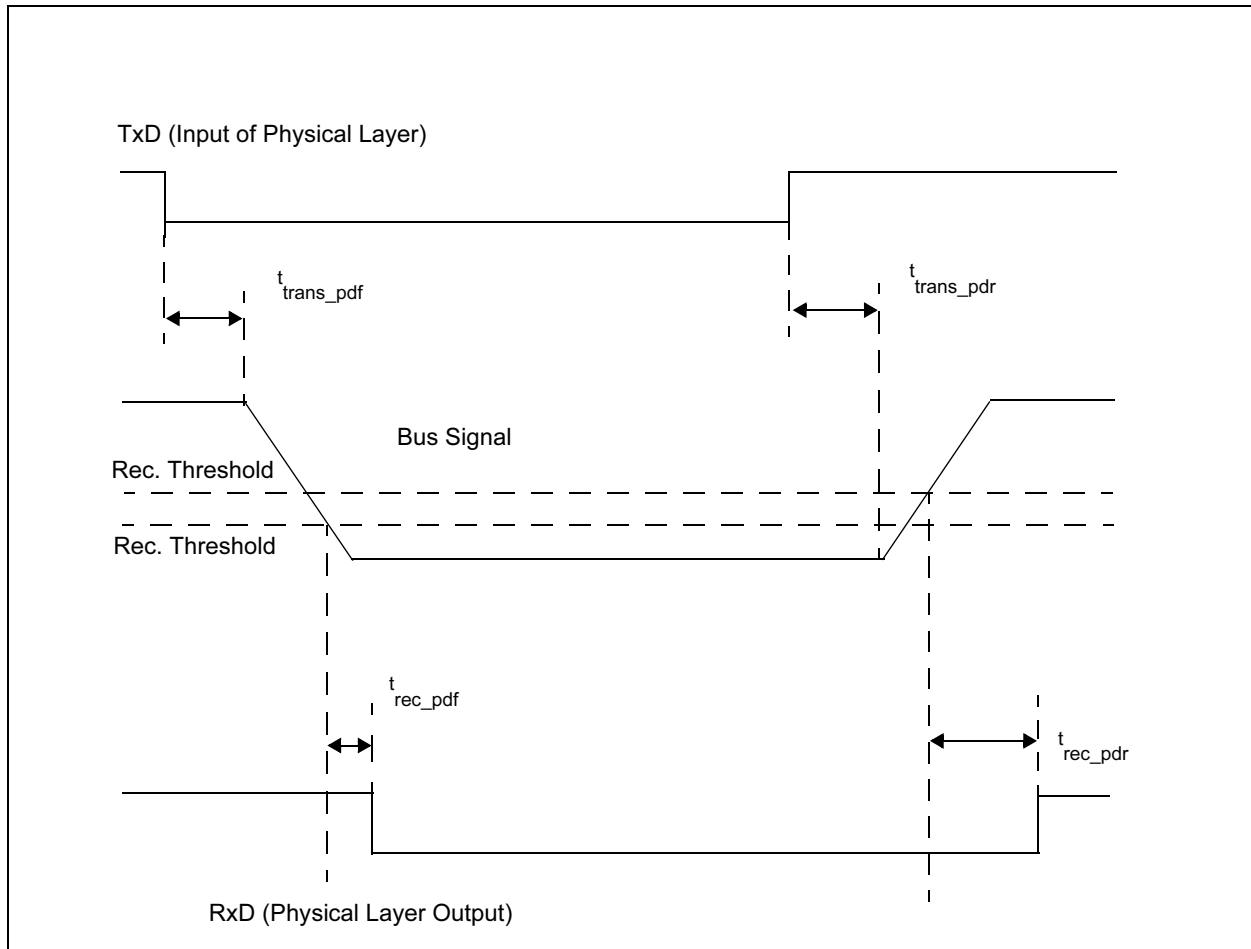 TxD (Input of Physical Layer)
t trans_pdf
t trans_pdr
Bus Signal
Rec. Threshold
Rec. Threshold
t rec_pdf
t rec_pdr
RxD (Physical Layer Output)